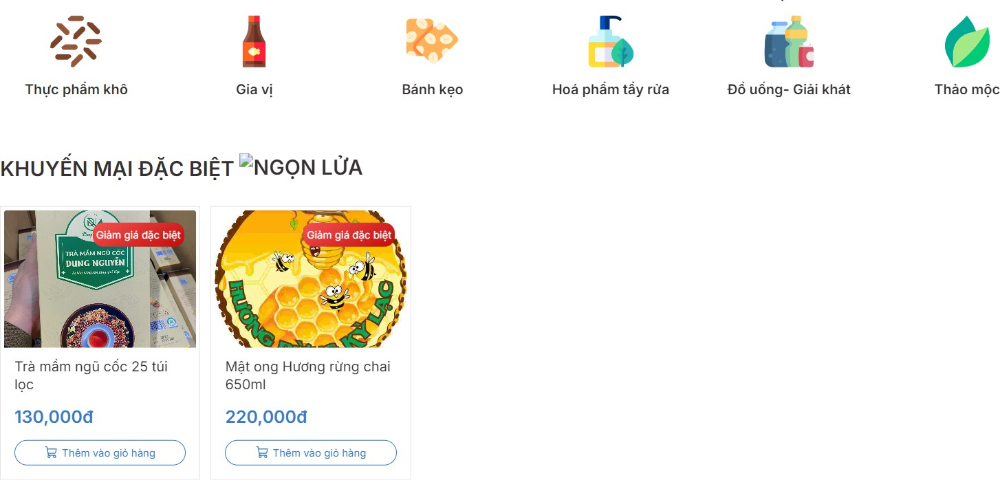 Thực phẩm khô
Gia vị
Bánh kẹo
Hoá phẩm tẩy rửa
Đồ uống- Giải khát
Thảo mộc
KHUYẾN MẠI ĐẶC BIỆT NGỌN LỬA
Giảm giá đặc biệt
TRÀ MẦM NGŨ CỐC
DUNG NGUYỄN
Giảm giá đặc biệt
HƯƠNG RỪNG KỲ LẠC
Trà mầm ngũ cốc 25 túi
lọc
130,000đ
Thêm vào giỏ hàng
Mật ong Hương rừng chai
650ml
220,000đ
Thêm vào giỏ hàng